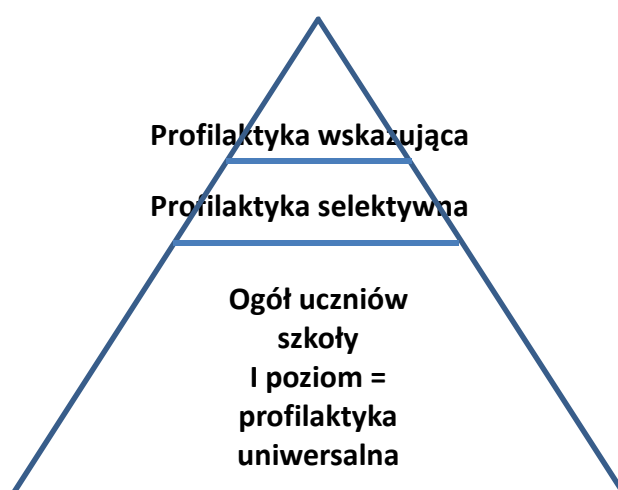 Profilaktyka wskazująca
Profilaktyka selektywna
Ogół uczniów
szkoły
I poziom =
profilaktyka
uniwersalna